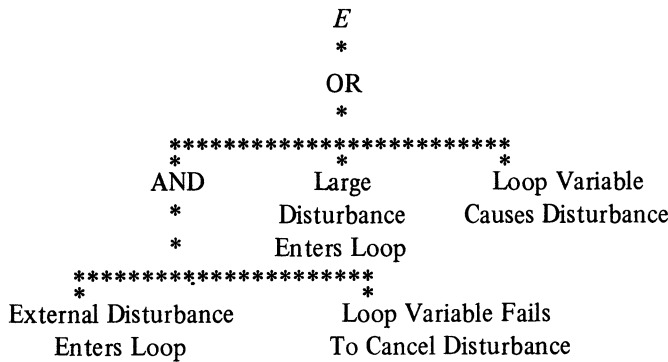 E
*
OR
*
************************
* * *
AND Large Loop Variable
* Disturbance Causes Disturbance
* Enters Loop
**********************
* *
External Disturbance Loop Variable Fails
Enters Loop To Cancel Disturbance